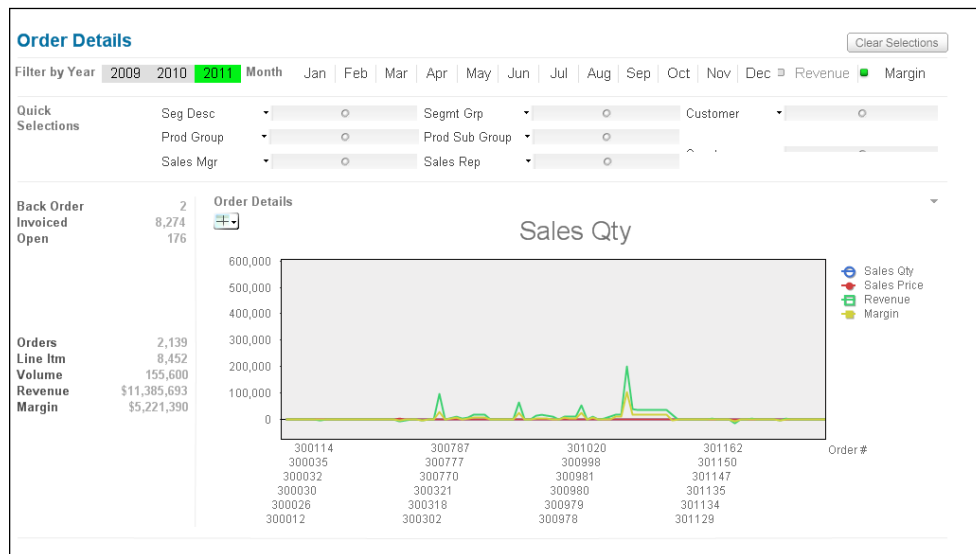 Order Details
Clear Selections
Filter by Year 2009 2010 2011 Month Jan Feb Mar Apr May Jun Jul Aug Sep Oct Nov Dec Revenue Margin
Quick Selections
Seg Desc Segmt Grp Customer
Prod Group Prod Sub Group
Sales Mgr Sales Rep
Back Order 2
Invoiced 8,274
Open 176
Orders 2,139
Line Itm 8,452
Volume 155,600
Revenue $11,385,693
Margin $5,221,390
Order Details
Sales Qty
600,000
500,000
400,000
300,000
200,000
100,000
0
Sales Qty
Sales Price
Revenue
Margin
300114 300787 301020 301162 Order #
300035 300777 300998 301150
300032 300770 300981 301147
300030 300321 300980 301135
300026 300318 300979 301134
300012 300302 300978 301129